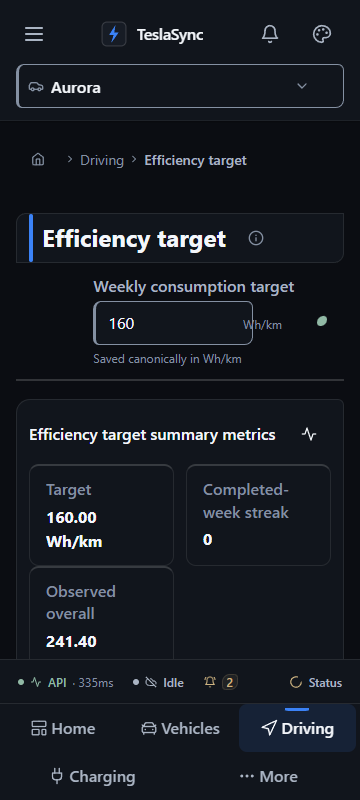 TeslaSync
Aurora
Driving
Efficiency target
Efficiency target
Weekly consumption target
160
Wh/km
Saved canonically in Wh/km
Efficiency target summary metrics
Target
160.00
Wh/km
Completed-
week streak
0
Observed
overall
241.40
API · 335ms
Idle
2
Status
Home
Vehicles
Driving
Charging
More